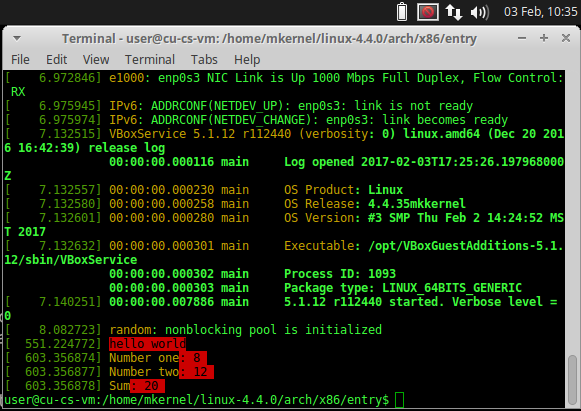 03 Feb, 10:35
Terminal - user@cu-cs-vm: /home/mkernel/linux-4.4.0/arch/x86/entry
File Edit View Terminal Tabs Help
[    6.972846] e1000: enp0s3 NIC Link is Up 1000 Mbps Full Duplex, Flow Control:
 RX
[    6.975945] IPv6: ADDRCONF(NETDEV_UP): enp0s3: link is not ready
[    6.975974] IPv6: ADDRCONF(NETDEV_CHANGE): enp0s3: link becomes ready
[    7.132515] VBoxService 5.1.12 r112440 (verbosity: 0) linux.amd64 (Dec 20 201
6 16:42:39) release log
00:00:00.000116 main     Log opened 2017-02-03T17:25:26.197968000
Z
[    7.132557] 00:00:00.000230 main     OS Product: Linux
[    7.132580] 00:00:00.000258 main     OS Release: 4.4.35mkkernel
[    7.132601] 00:00:00.000280 main     OS Version: #3 SMP Thu Feb 2 14:24:52 MS
T 2017
[    7.132632] 00:00:00.000301 main     Executable: /opt/VBoxGuestAdditions-5.1.
12/sbin/VBoxService
00:00:00.000302 main     Process ID: 1093
00:00:00.000303 main     Package type: LINUX_64BITS_GENERIC
[    7.140251] 00:00:00.007886 main     5.1.12 r112440 started. Verbose level =
0
[    8.082723] random: nonblocking pool is initialized
[  551.224772] hello world
[  603.356874] Number one: 8
[  603.356877] Number two: 12
[  603.356878] Sum: 20
user@cu-cs-vm:/home/mkernel/linux-4.4.0/arch/x86/entry$